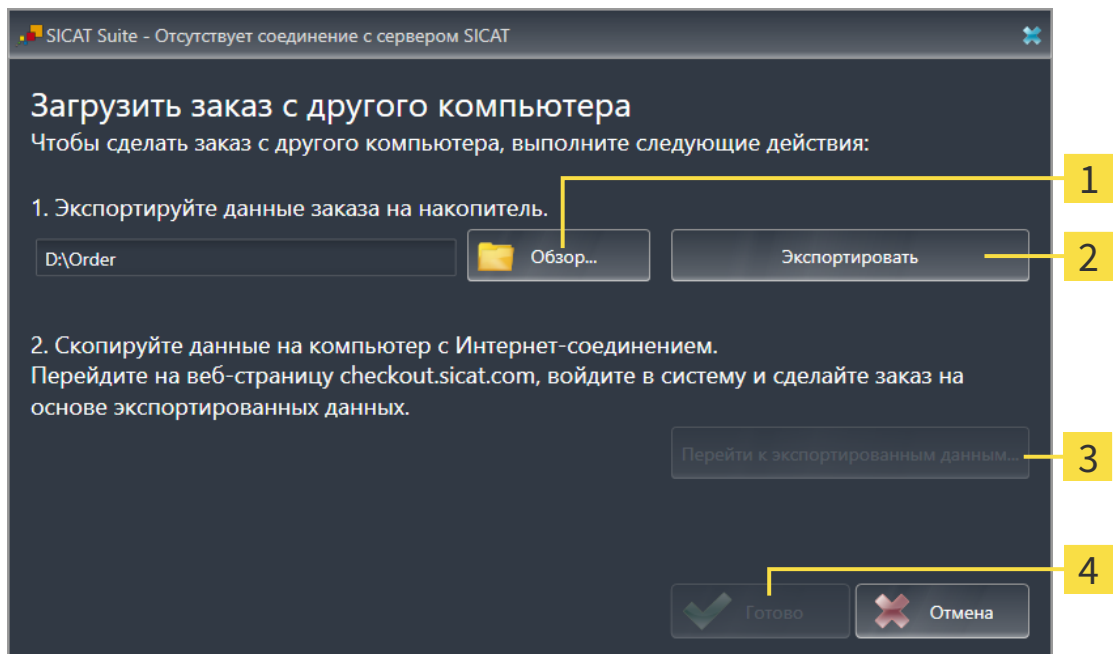 SICAT Suite - Отсутствует соединение с сервером SICAT
Загрузить заказ с другого компьютера
Чтобы сделать заказ с другого компьютера, выполните следующие действия:
1
1. Экспортируйте данные заказа на накопитель.
D:\Order
Обзор...
Экспортировать
2
2. Скопируйте данные на компьютер с Интернет-соединением.
Перейдите на веб-страницу checkout.sicat.com, войдите в систему и сделайте заказ на
основе экспортированных данных.
Перейти к экспортированным данным...
3
4
Готово
Отмена